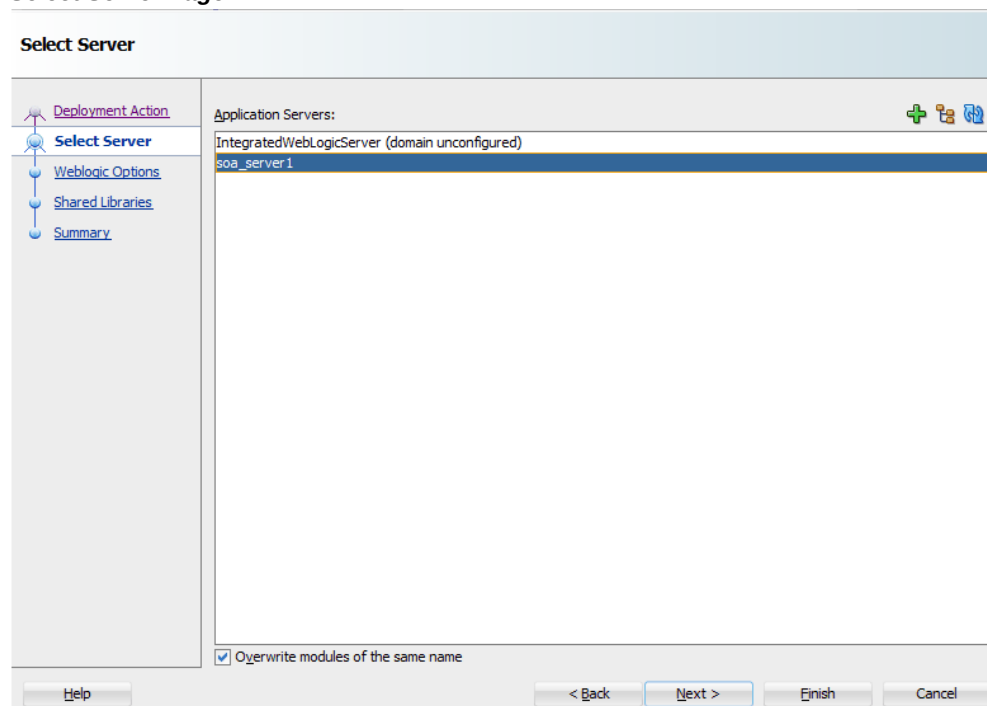 Select Server
Deployment Action
Select Server
Weblogic Options
Shared Libraries
Summary
Application Servers:
IntegratedWebLogicServer (domain unconfigured)
soa_server1
Overwrite modules of the same name
Help
< Back
Next >
Finish
Cancel